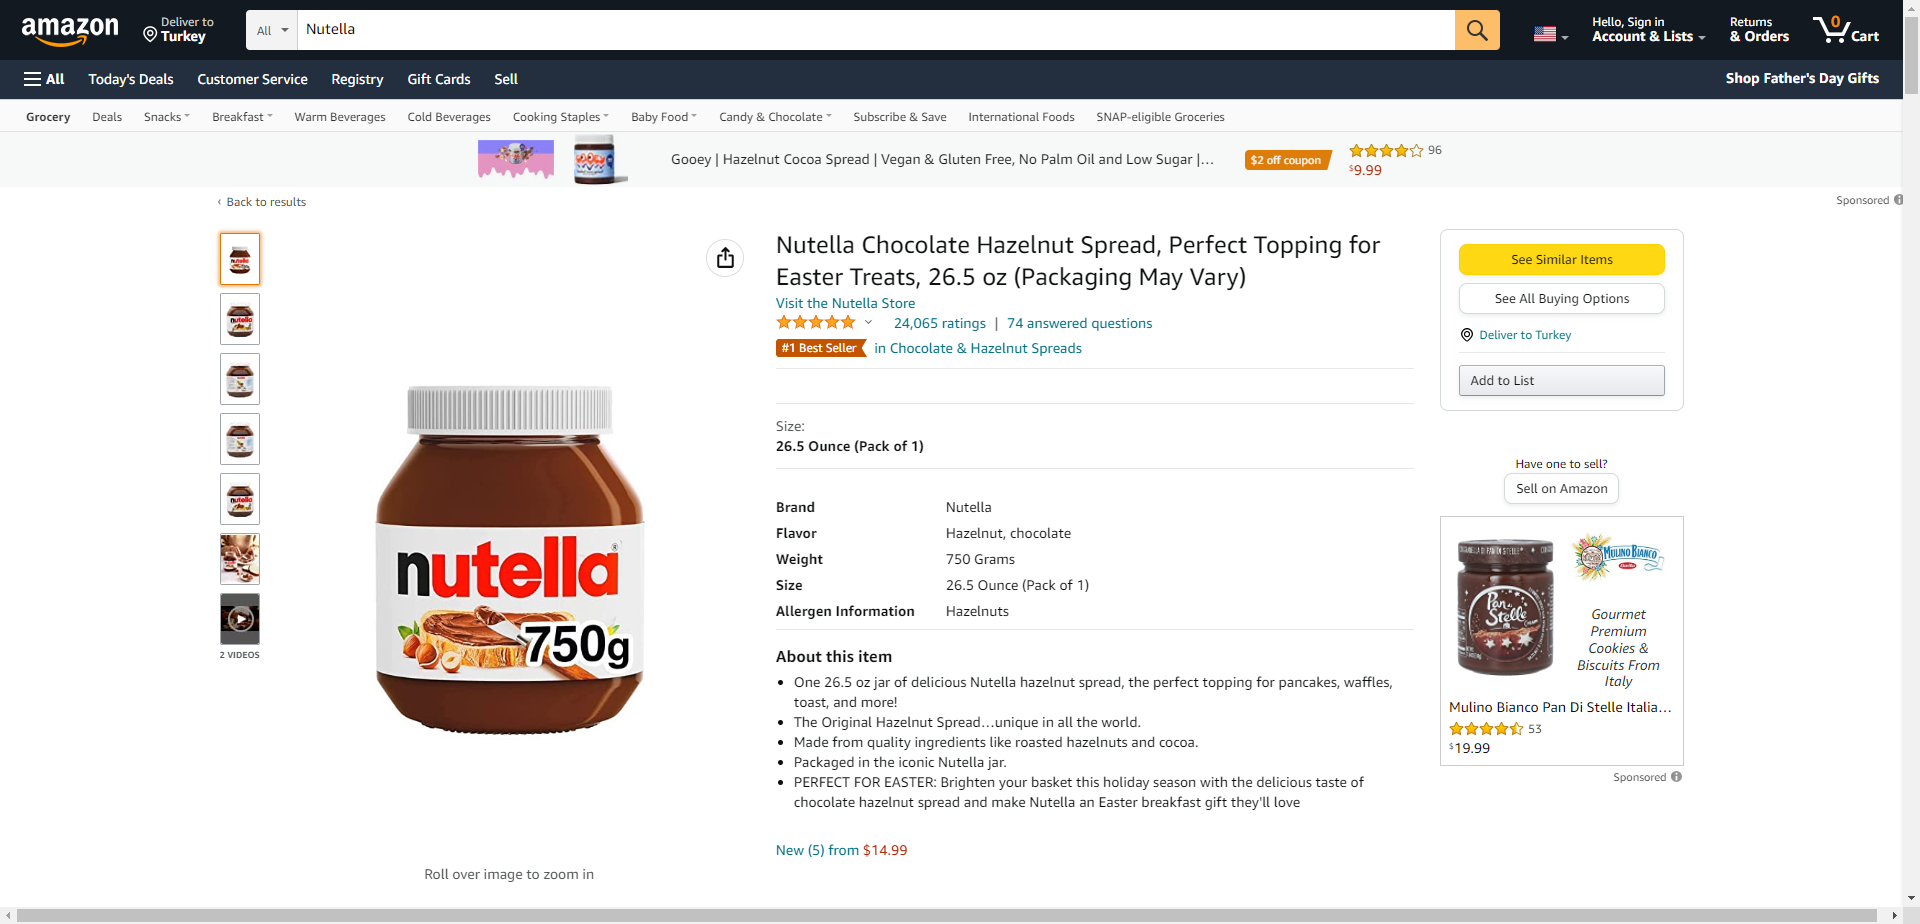 amazon
Deliver to
Turkey
All
Nutella
Hello, Sign in
Account & Lists
Returns
& Orders
0
Cart
All
Today's Deals
Customer Service
Registry
Gift Cards
Sell
Shop Father's Day Gifts
Grocery
Deals
Snacks
Breakfast
Warm Beverages
Cold Beverages
Cooking Staples
Baby Food
Candy & Chocolate
Subscribe & Save
International Foods
SNAP-eligible Groceries
Gooey | Hazelnut Cocoa Spread | Vegan & Gluten Free, No Palm Oil and Low Sugar |...
$2 off coupon
96
$9.99
‹ Back to results
Sponsored
Nutella Chocolate Hazelnut Spread, Perfect Topping for
Easter Treats, 26.5 oz (Packaging May Vary)
Visit the Nutella Store
24,065 ratings | 74 answered questions
#1 Best Seller in Chocolate & Hazelnut Spreads
Size:
26.5 Ounce (Pack of 1)
Brand Nutella
Flavor Hazelnut, chocolate
Weight 750 Grams
Size 26.5 Ounce (Pack of 1)
Allergen Information Hazelnuts
About this item
• One 26.5 oz jar of delicious Nutella hazelnut spread, the perfect topping for pancakes, waffles,
toast, and more!
• The Original Hazelnut Spread…unique in all the world.
• Made from quality ingredients like roasted hazelnuts and cocoa.
• Packaged in the iconic Nutella jar.
• PERFECT FOR EASTER: Brighten your basket this holiday season with the delicious taste of
chocolate hazelnut spread and make Nutella an Easter breakfast gift they'll love
New (5) from $14.99
nutella
nutella
2 VIDEOS
nutella®
750g
Roll over image to zoom in
See Similar Items
See All Buying Options
Deliver to Turkey
Add to List
Have one to sell?
Sell on Amazon
Pan di
Stelle
Mulino Bianco
Gourmet
Premium
Cookies &
Biscuits From
Italy
Mulino Bianco Pan Di Stelle Italia...
53
$19.99
Sponsored